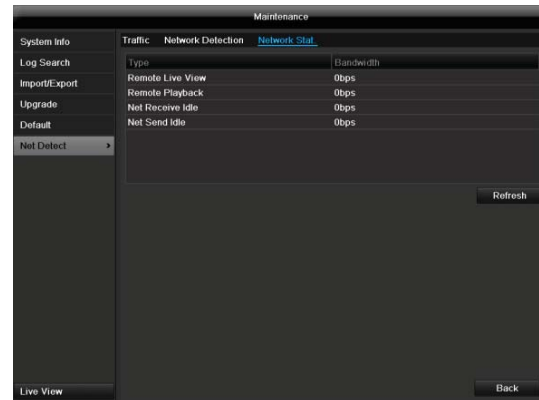 Maintenance
System Info
Log Search
Import/Export
Upgrade
Default
Net Detect >
Live View
Traffic Network Detection Network Stat.
Type Bandwidth
Remote Live View 0bps
Remote Playback 0bps
Net Receive Idle 0bps
Net Send Idle 0bps
Refresh
Back